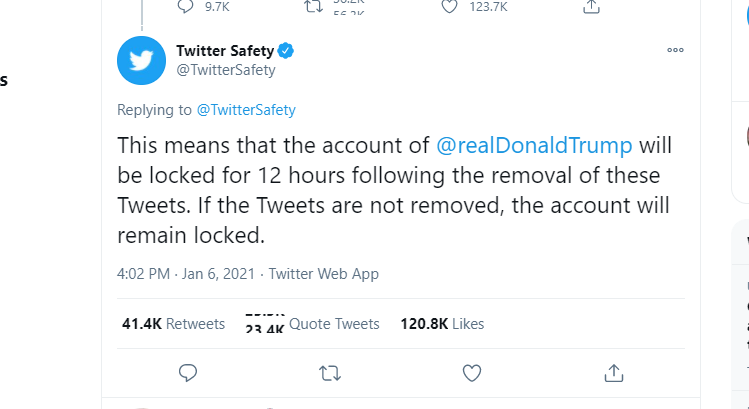 9.7K 123.7K
Twitter Safety
@TwitterSafety
s
Replying to @TwitterSafety
This means that the account of @realDonaldTrump will
be locked for 12 hours following the removal of these
Tweets. If the Tweets are not removed, the account will
remain locked.
4:02 PM · Jan 6, 2021 · Twitter Web App
41.4K Retweets Quote Tweets 120.8K Likes